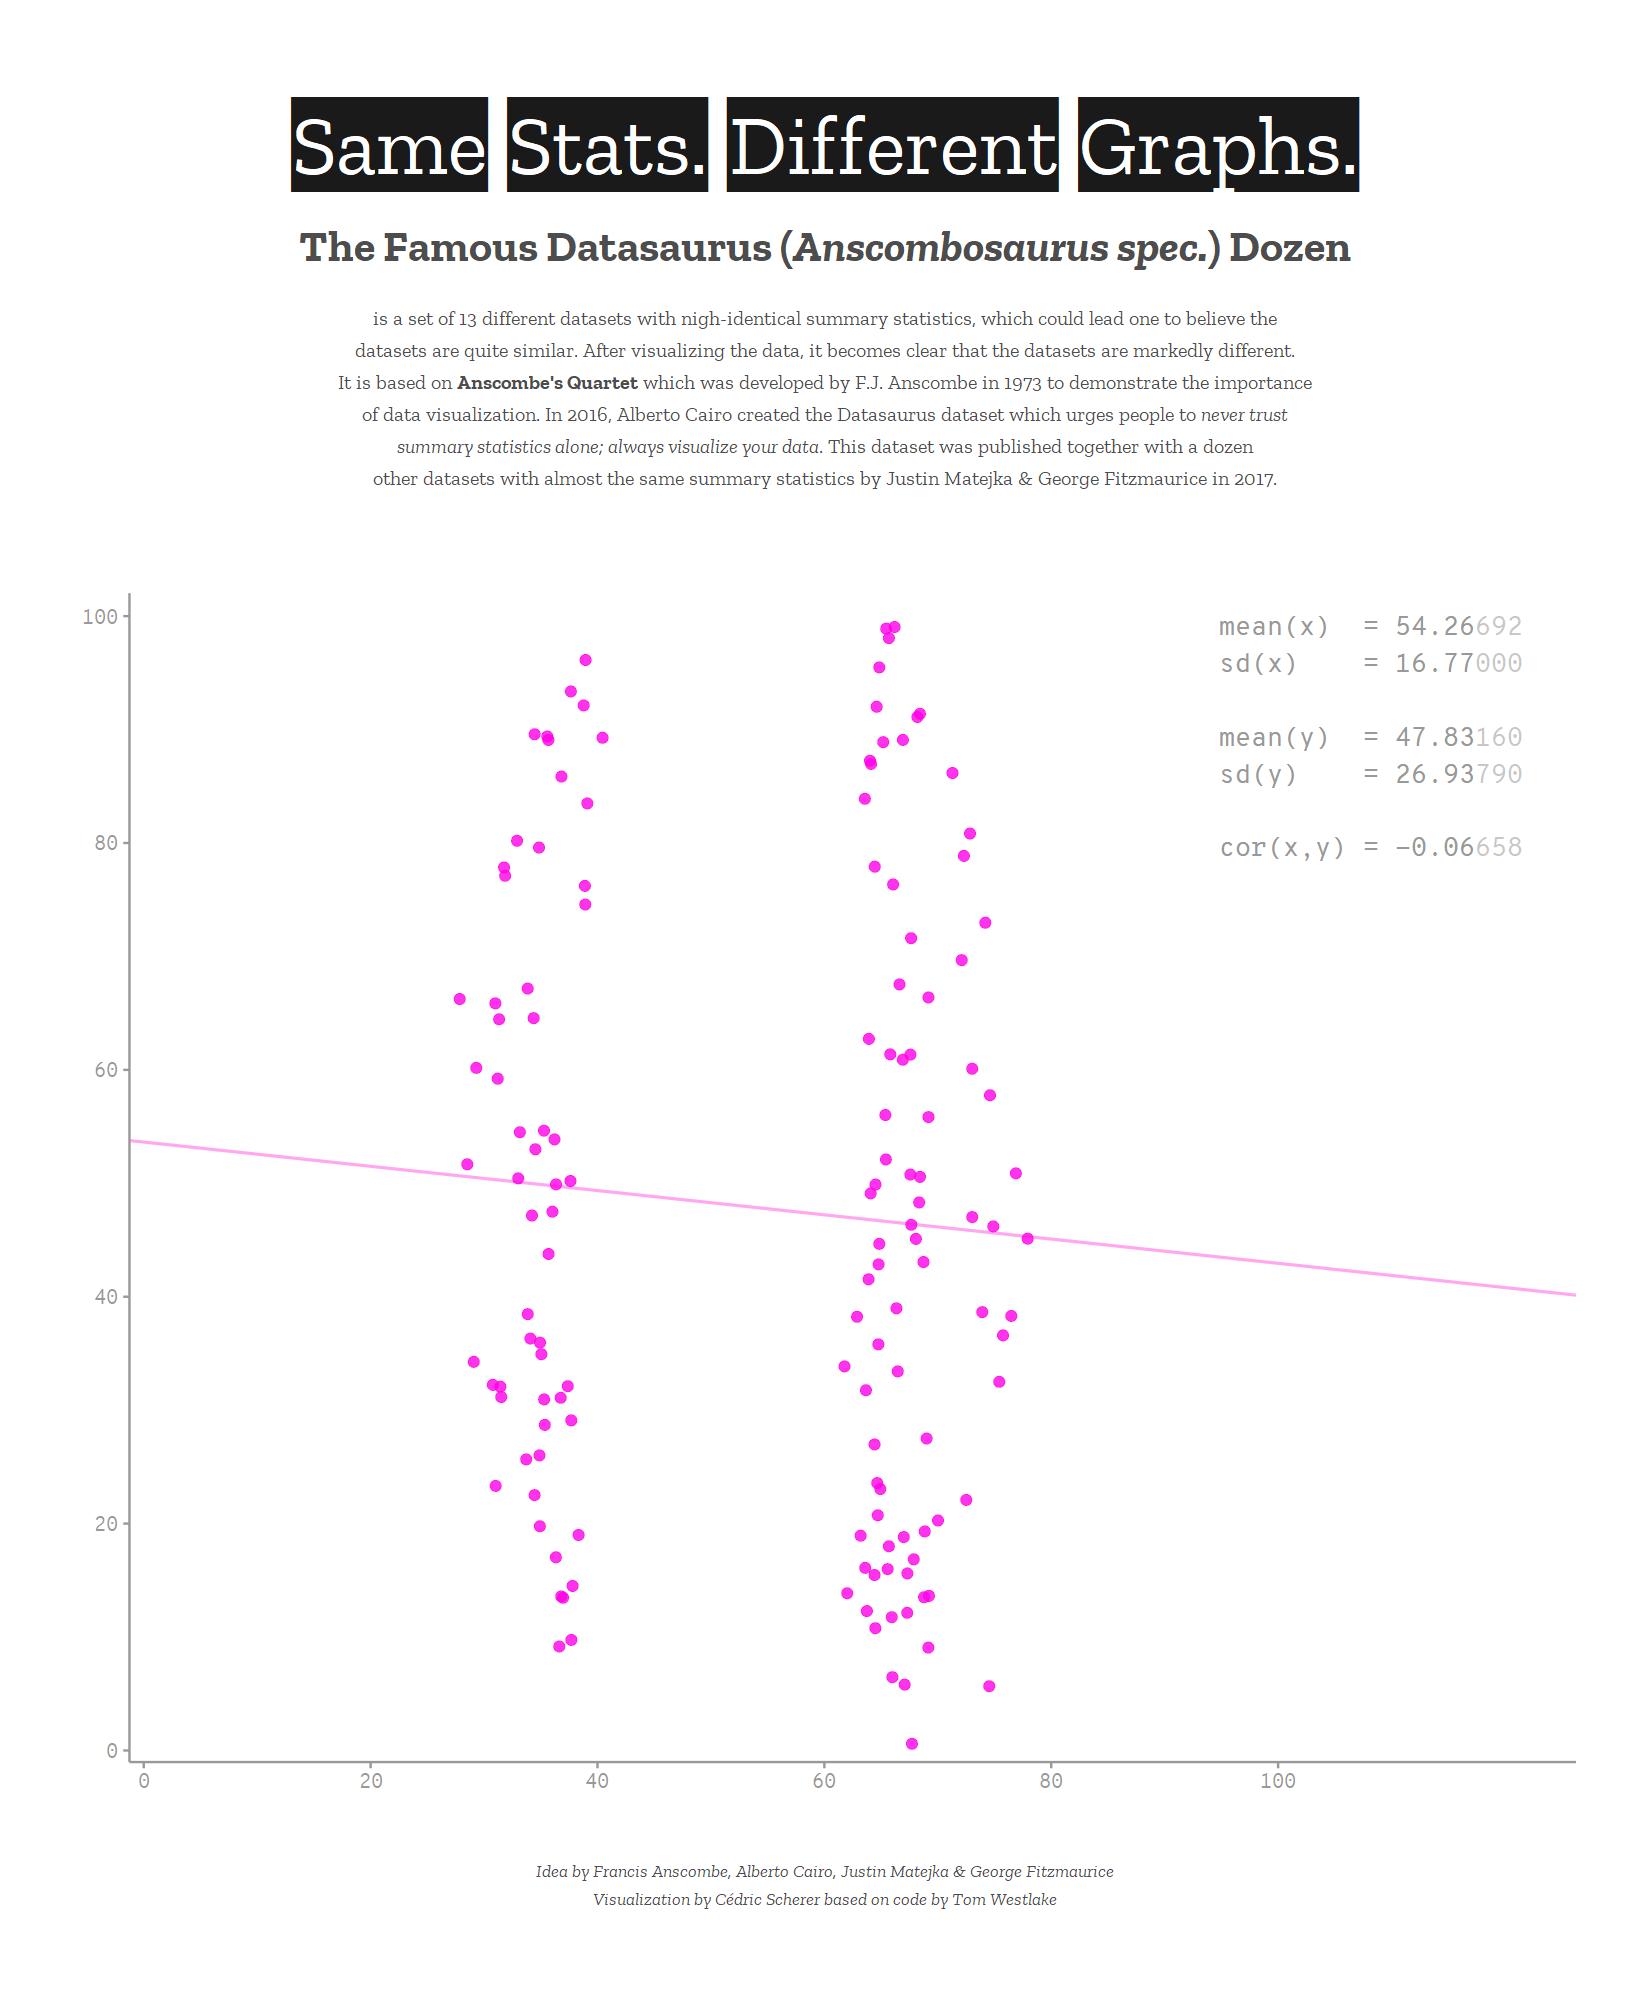 Same Stats. Different Graphs.
The Famous Datasaurus (Anscombosaurus spec.) Dozen
is a set of 13 different datasets with nigh-identical summary statistics, which could lead one to believe the
datasets are quite similar. After visualizing the data, it becomes clear that the datasets are markedly different.
It is based on Anscombe's Quartet which was developed by F.J. Anscombe in 1973 to demonstrate the importance
of data visualization. In 2016, Alberto Cairo created the Datasaurus dataset which urges people to never trust
summary statistics alone; always visualize your data. This dataset was published together with a dozen
other datasets with almost the same summary statistics by Justin Matejka & George Fitzmaurice in 2017.
mean(x) = 54.26692
sd(x) = 16.77000
mean(y) = 47.83160
sd(y) = 26.93790
cor(x,y) = −0.06658
100
80
60
40
20
0
0 20 40 60 80 100
Idea by Francis Anscombe, Alberto Cairo, Justin Matejka & George Fitzmaurice
Visualization by Cédric Scherer based on code by Tom Westlake